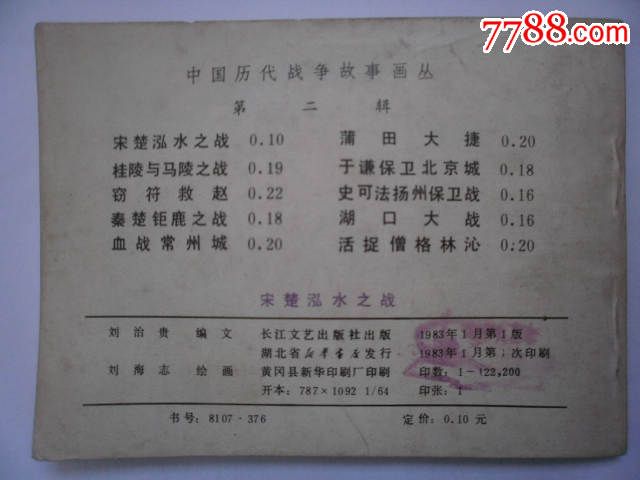 7788.com
中国历代战争故事画丛
第二辑
宋楚泓水之战 0.10 蒲田大捷 0.20
桂陵与马陵之战 0.19 于谦保卫北京城 0.18
窃符救赵 0.22 史可法扬州保卫战 0.16
秦楚钜鹿之战 0.18 湖口大战 0.16
血战常州城 0.20 活捉僧格林沁 0.20
宋楚泓水之战
刘治贵 编文 长江文艺出版社出版 1983年1月第1版
湖北省新华书店发行 1983年1月第1次印刷
刘海志 绘画 黄冈县新华印刷厂印刷 印数：1—122,200
开本：787×1092 1/64 印张：1
书号：8107·376 定价：0.10元